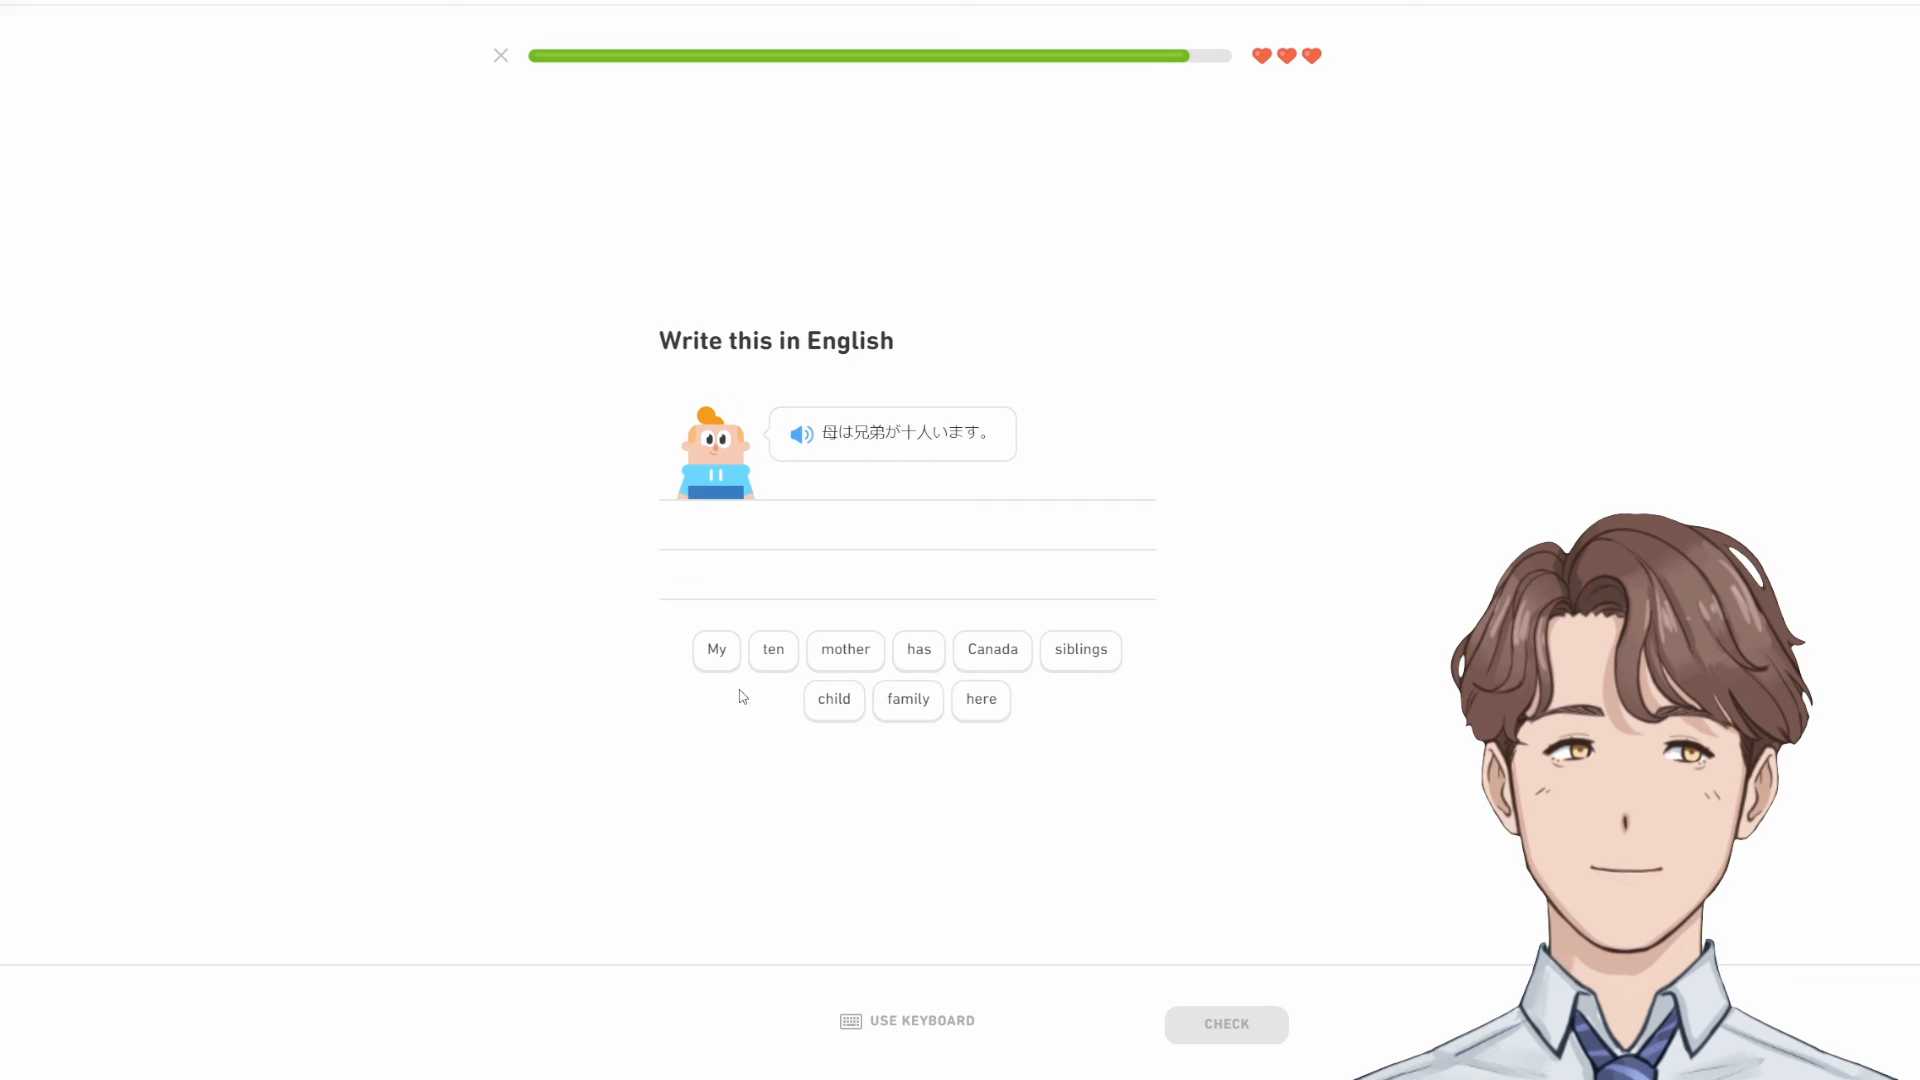 Write this in English
母は兄弟が十人います。
My ten mother has Canada siblings
child family here
USE KEYBOARD
CHECK